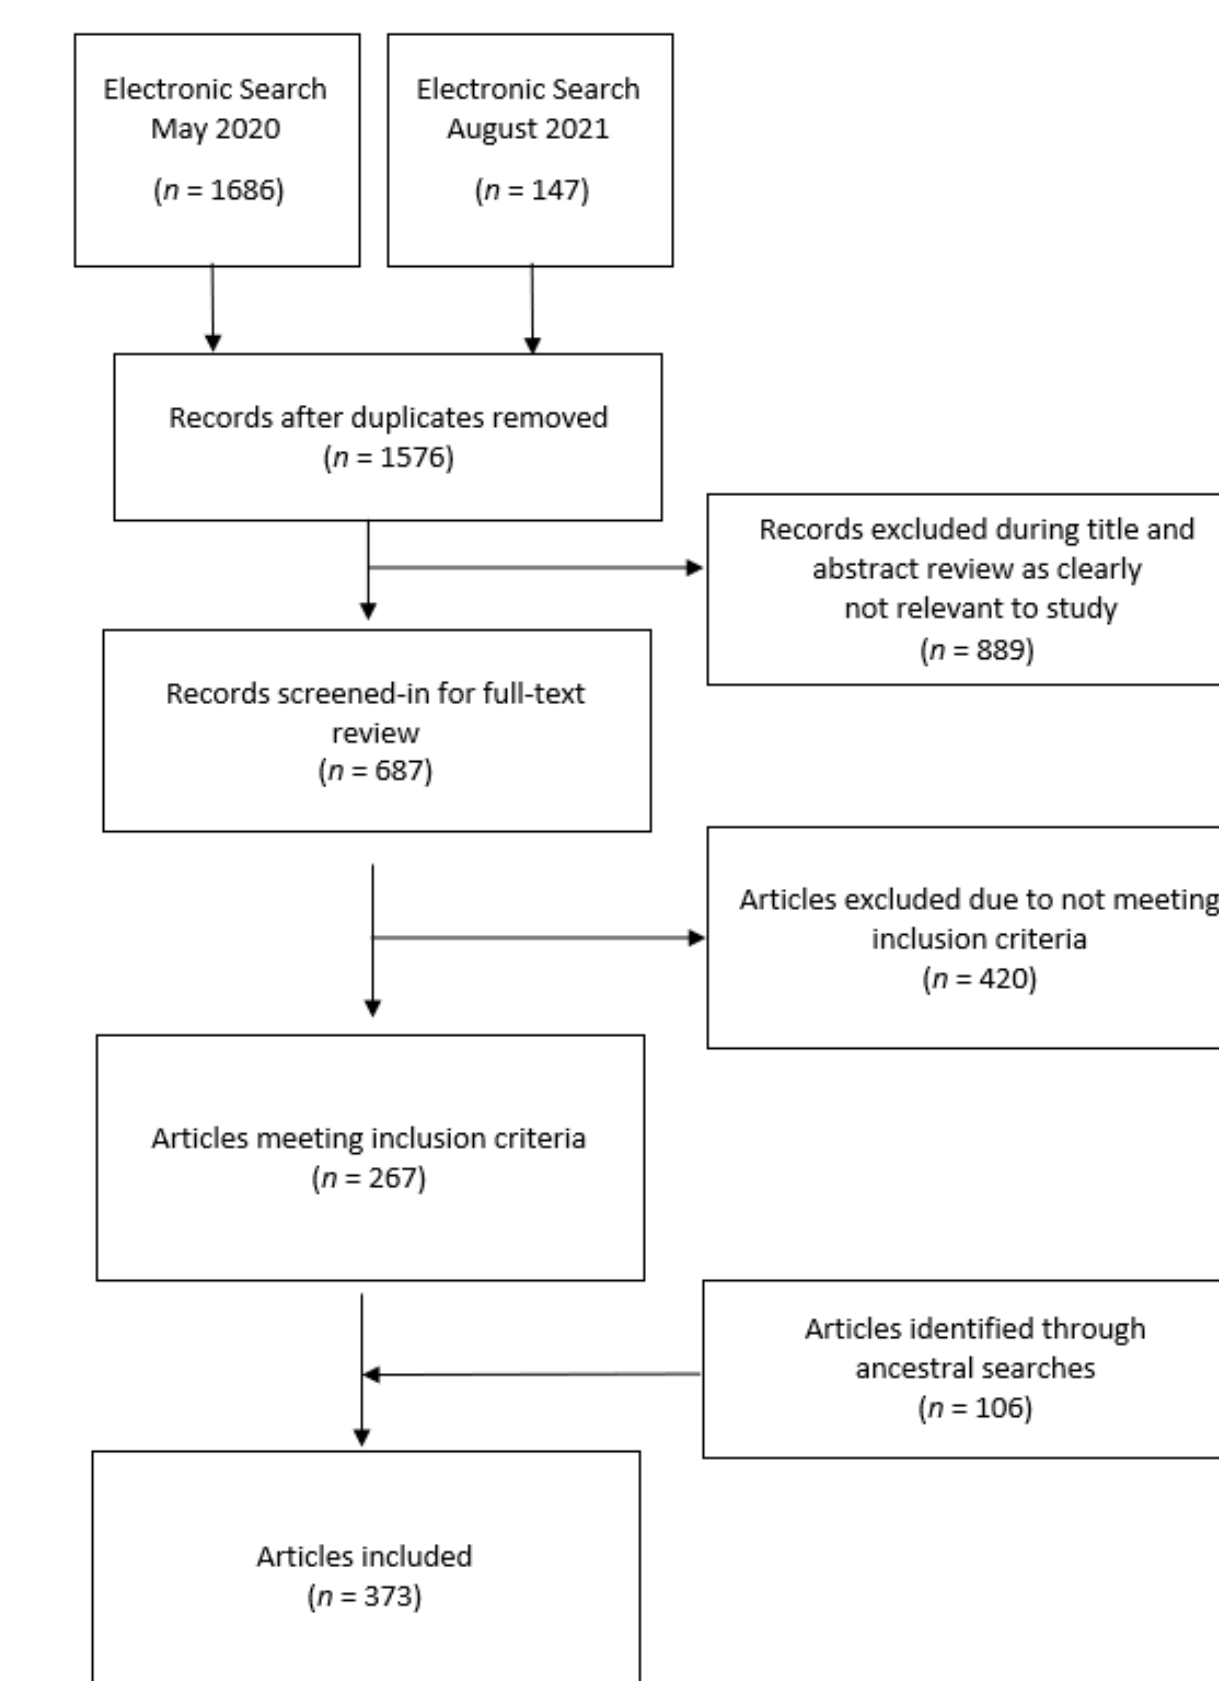 Electronic Search
May 2020
(n = 1686)
Electronic Search
August 2021
(n = 147)
Records after duplicates removed
(n = 1576)
Records excluded during title and
abstract review as clearly
not relevant to study
(n = 889)
Records screened-in for full-text
review
(n = 687)
Articles excluded due to not meeting
inclusion criteria
(n = 420)
Articles meeting inclusion criteria
(n = 267)
Articles identified through
ancestral searches
(n = 106)
Articles included
(n = 373)